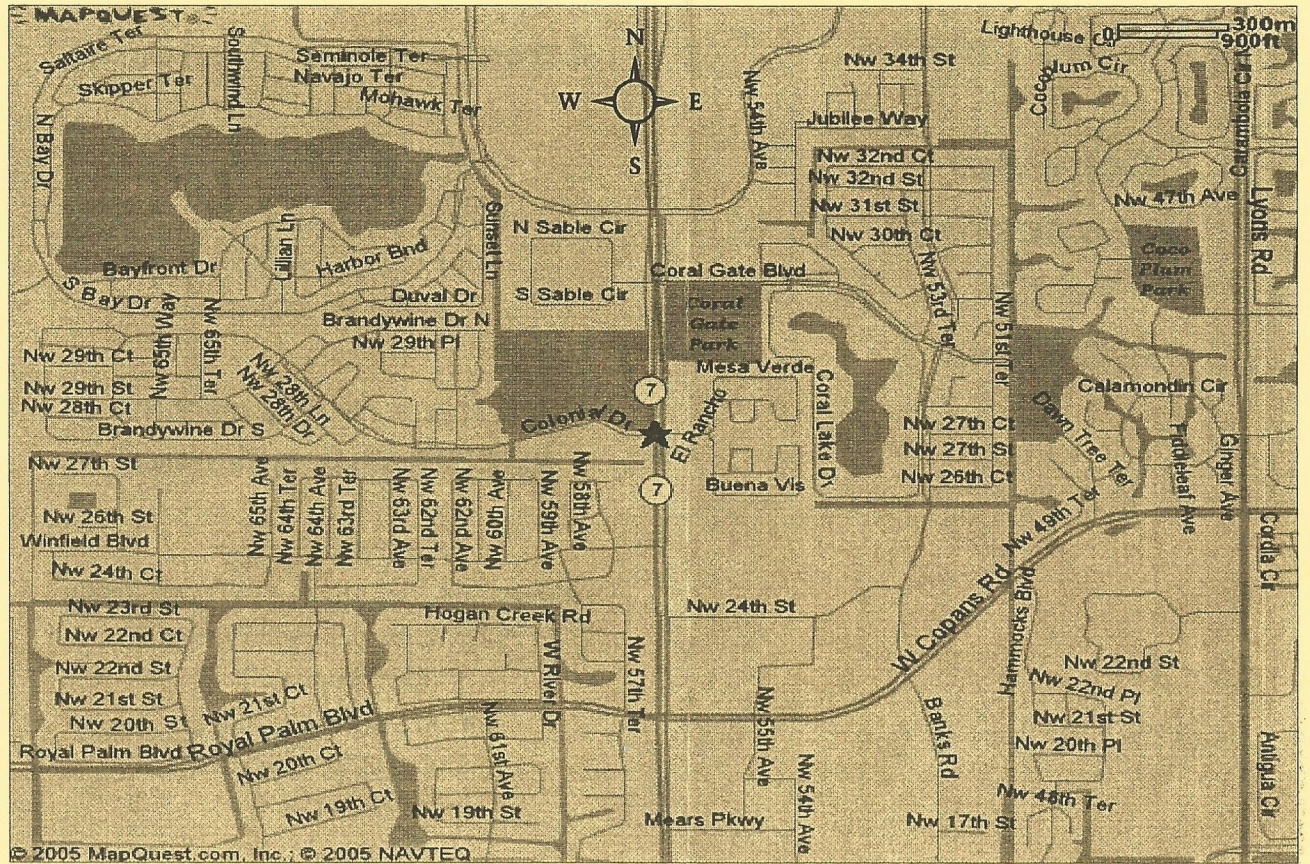 MAPQUEST
Saltaire Ter
Southwind Ln
Seminole Ter
Navajo Ter
Skipper Ter
Mohawk Ter
N Bay Dr
N
W
E
S
Nw 54th Ave
Nw 34th St
Jubilee Way
Lighthouse Cir
300m
0
900ft
Cocoplum Cir
Carambola Cir N
Nw 32nd Ct
Nw 32nd St
Nw 31st St
Nw 30th Ct
Nw 47th Ave
Lyons Rd
Coco
Plum
Park
Sunset Ln
N Sable Cir
S Sable Cir
Lillian Ln
Harbor Bnd
Bayfront Dr
S Bay Dr
Duval Dr
Brandywine Dr N
Nw 29th Pl
Coral Gate Blvd
Coral
Gate
Park
Nw 53rd Ter
Nw 51st Ter
Nw 65th Way
Nw 65th Ter
Nw 29th Ct
Nw 29th St
Nw 28th Ct
Nw 28th Ln
Nw 28th Dr
Brandywine Dr S
Colonial Dr
7
Mesa Verde
El Rancho
Coral Lake Dr
Calamondin Cir
Dawn Tree Ter
Fiddleleaf Ave
Ginger Ave
Nw 27th Ct
Nw 27th St
Nw 26th Ct
Buena Vis
7
Nw 27th St
Nw 26th St
Winfield Blvd
Nw 24th Ct
Nw 65th Ave
Nw 64th Ter
Nw 64th Ave
Nw 63rd Ter
Nw 63rd Ave
Nw 62nd Ter
Nw 62nd Ave
Nw 60th Ave
Nw 59th Ave
Nw 58th Ave
Nw 49th Ter
W Copans Rd
Cordia Cir
Nw 23rd St
Nw 22nd Ct
Nw 22nd St
Nw 21st St
Nw 20th St
Royal Palm Blvd
Nw 21st Ct
Royal Palm Blvd
Nw 20th Ct
Nw 19th Ct
Hogan Creek Rd
W River Dr
Nw 57th Ter
Nw 61st Ave
Nw 19th St
Nw 24th St
Nw 55th Ave
Nw 54th Ave
Mears Pkwy
Banks Rd
Hammocks Blvd
Nw 22nd St
Nw 22nd Pl
Nw 21st St
Nw 20th Pl
Nw 48th Ter
Nw 17th St
Antigua Cir
© 2005 MapQuest.com, Inc.; © 2005 NAVTEQ